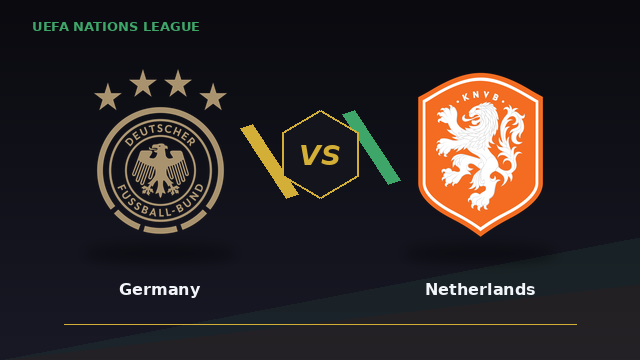 UEFA NATIONS LEAGUE
DEUTSCHER
FUSSBALL-BUND
VS
· KNVB ·
Germany
Netherlands